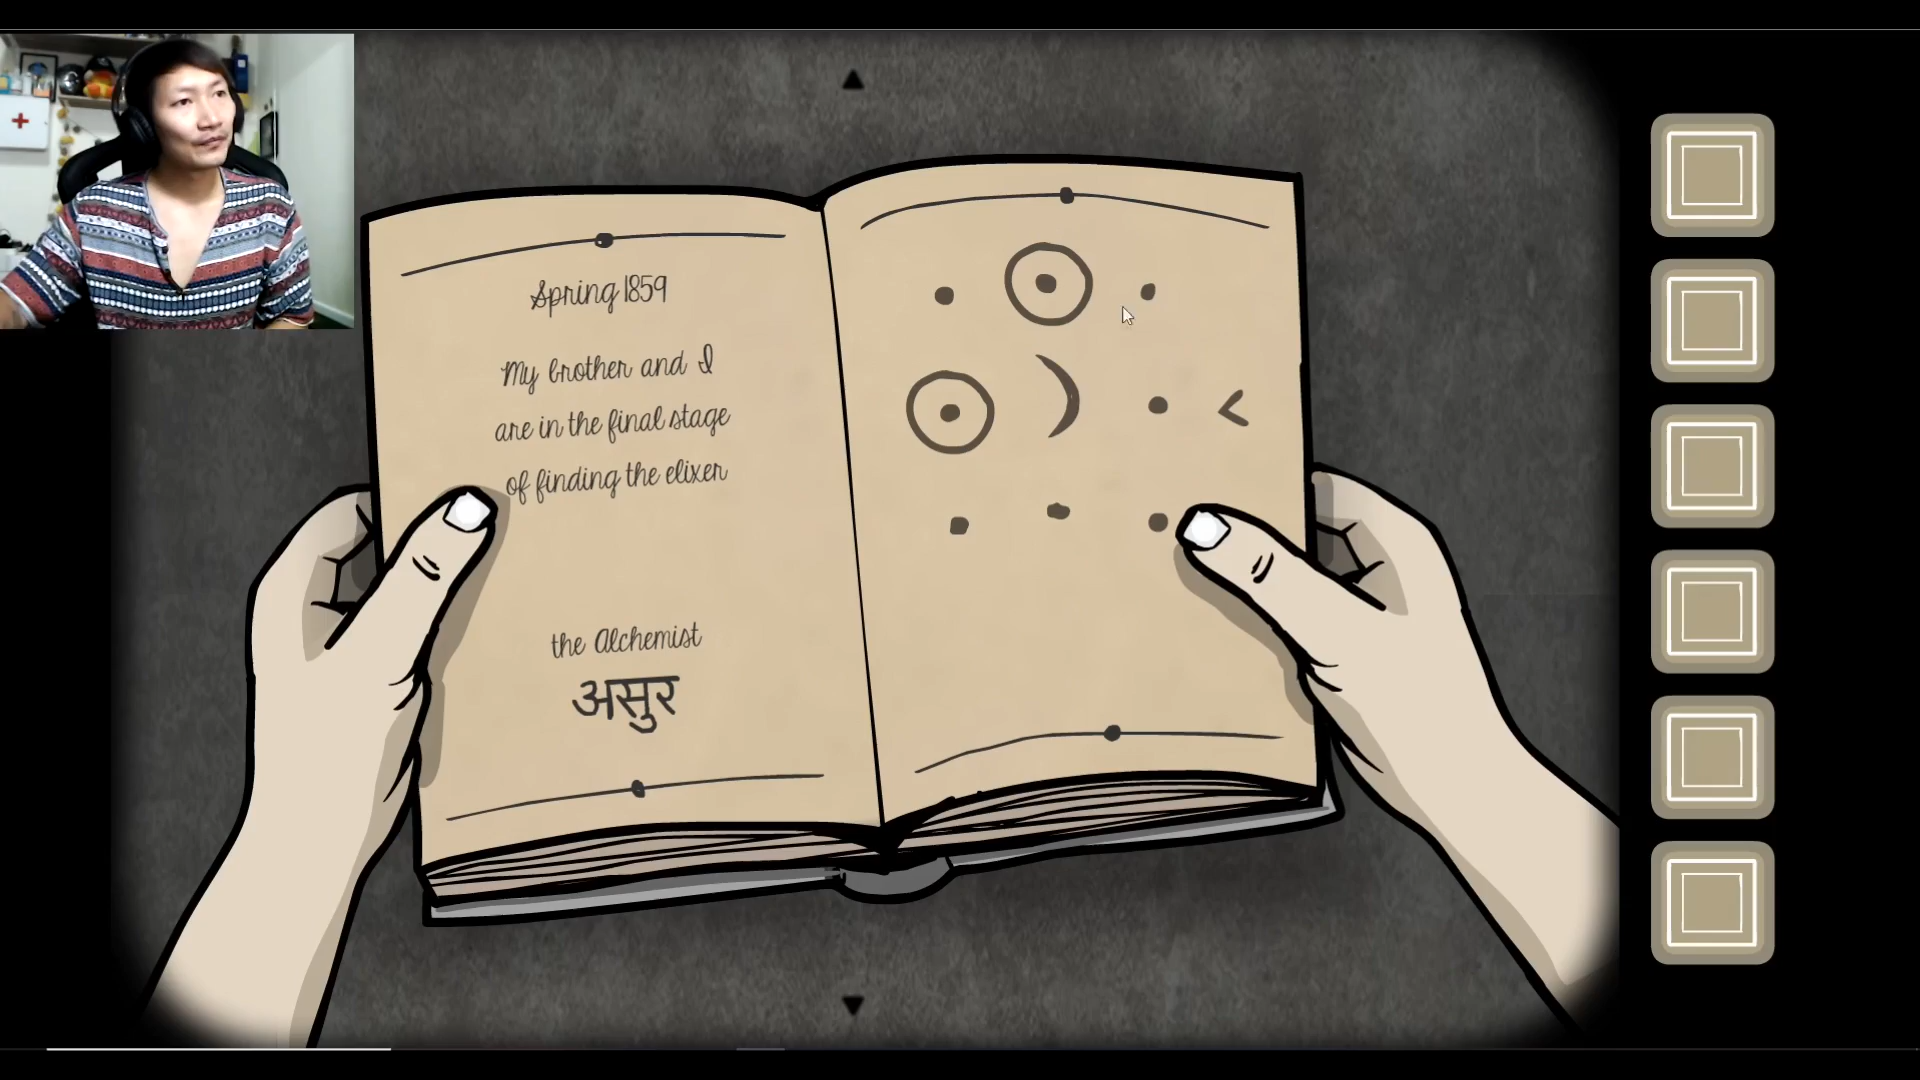 Spring 1859
My brother and I
are in the final stage
of finding the elixer
the Alchemist
असुर